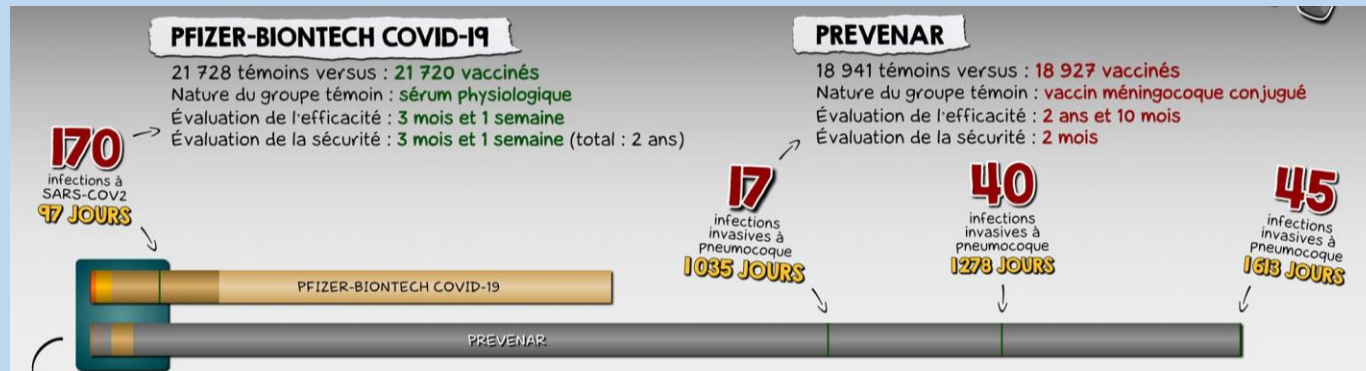 PFIZER-BIONTECH COVID-19
21 728 témoins versus : 21 720 vaccinés
Nature du groupe témoin : sérum physiologique
Évaluation de l'efficacité : 3 mois et 1 semaine
Évaluation de la sécurité : 3 mois et 1 semaine (total : 2 ans)
PREVENAR
18 941 témoins versus : 18 927 vaccinés
Nature du groupe témoin : vaccin méningocoque conjugué
Évaluation de l'efficacité : 2 ans et 10 mois
Évaluation de la sécurité : 2 mois
170
infections à
SARS-COV2
97 JOURS
17
infections
invasives à
pneumocoque
1035 JOURS
40
infections
invasives à
pneumocoque
1278 JOURS
45
infections
invasives à
pneumocoque
1613 JOURS
PFIZER-BIONTECH COVID-19
PREVENAR